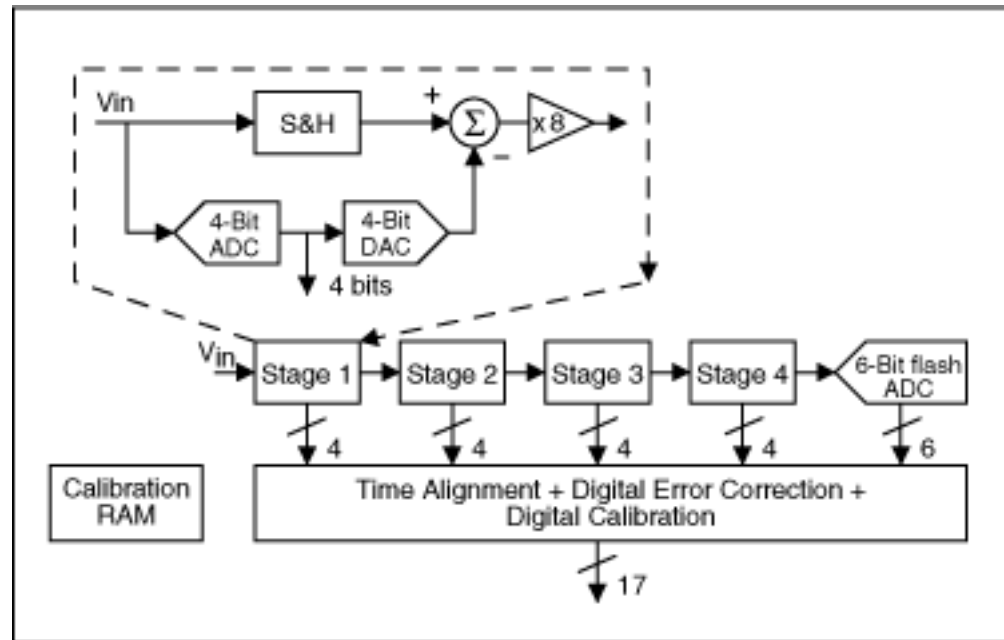 Vin
S&H
+
Σ
−
x 8
4-Bit
ADC
4-Bit
DAC
4 bits
Vin
Stage 1
Stage 2
Stage 3
Stage 4
6-Bit flash
ADC
4
4
4
4
6
Calibration
RAM
Time Alignment + Digital Error Correction +
Digital Calibration
17